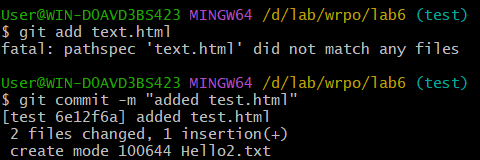 User@WIN-DOAVD3BS423 MINGW64 /d/lab/wrpo/lab6 (test)
$ git add text.html
fatal: pathspec 'text.html' did not match any files
User@WIN-DOAVD3BS423 MINGW64 /d/lab/wrpo/lab6 (test)
$ git commit -m "added test.html"
[test 6e12f6a] added test.html
 2 files changed, 1 insertion(+)
 create mode 100644 Hello2.txt